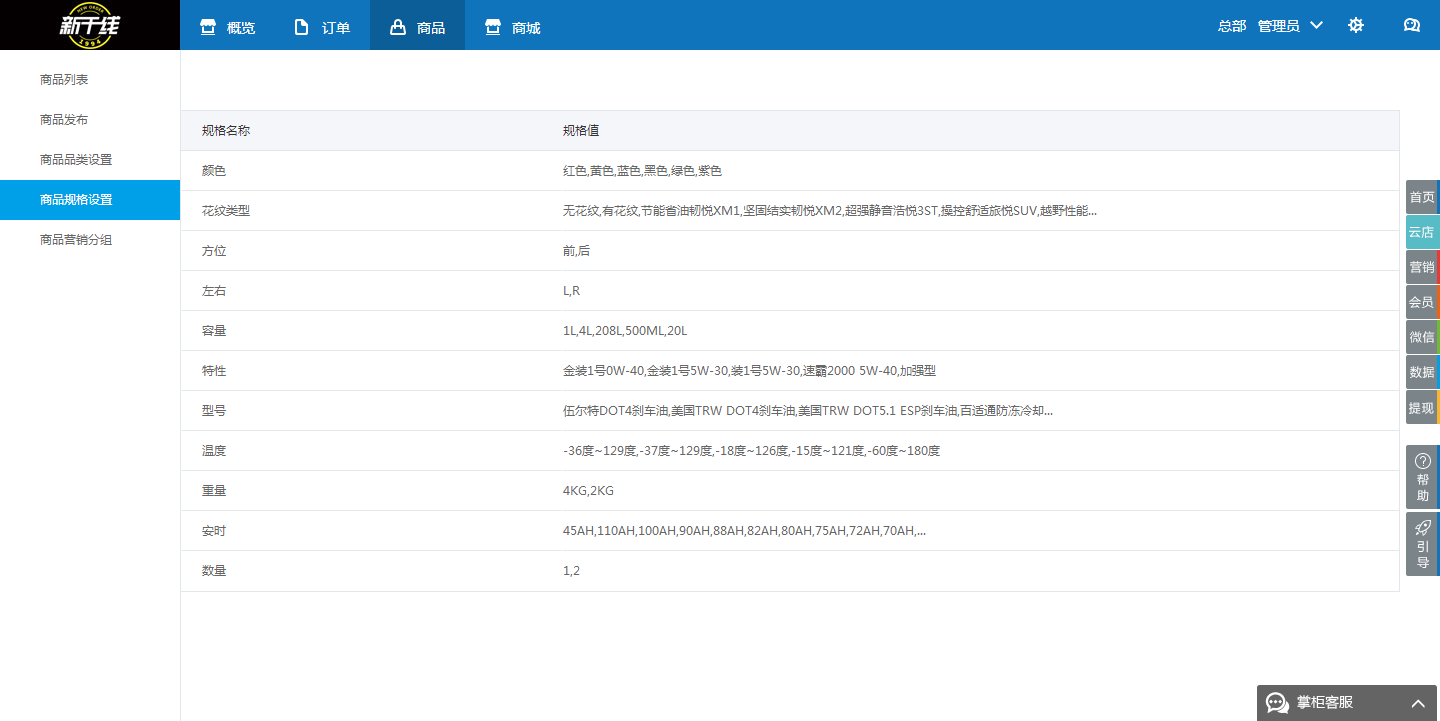 NEW ORDER
新干线
1994
概览
订单
商品
商城
总部 管理员
商品列表
商品发布
商品品类设置
商品规格设置
商品营销分组
规格名称 规格值
颜色 红色,黄色,蓝色,黑色,绿色,紫色
花纹类型 无花纹,有花纹,节能省油韧悦XM1,坚固结实韧悦XM2,超强静音浩悦3ST,操控舒适旅悦SUV,越野性能...
方位 前,后
左右 L,R
容量 1L,4L,208L,500ML,20L
特性 金装1号0W-40,金装1号5W-30,装1号5W-30,速霸2000 5W-40,加强型
型号 伍尔特DOT4刹车油,美国TRW DOT4刹车油,美国TRW DOT5.1 ESP刹车油,百适通防冻冷却...
温度 -36度~129度,-37度~129度,-18度~126度,-15度~121度,-60度~180度
重量 4KG,2KG
安时 45AH,110AH,100AH,90AH,88AH,82AH,80AH,75AH,72AH,70AH,...
数量 1,2
首页
云店
营销
会员
微信
数据
提现
帮助
引导
掌柜客服